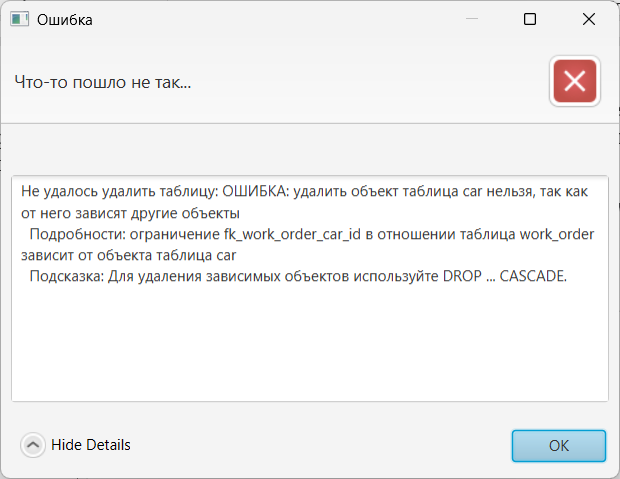 Ошибка
Что-то пошло не так...
Не удалось удалить таблицу: ОШИБКА: удалить объект таблица car нельзя, так как
от него зависят другие объекты
Подробности: ограничение fk_work_order_car_id в отношении таблица work_order
зависит от объекта таблица car
Подсказка: Для удаления зависимых объектов используйте DROP ... CASCADE.
Hide Details
OK